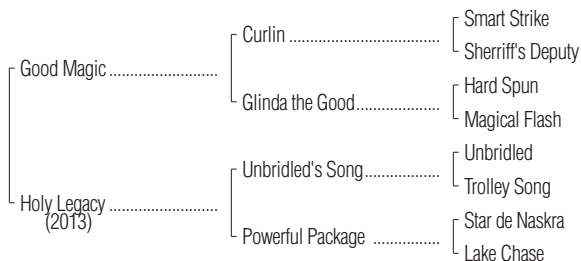 Smart Strike
Curlin ........................................
Sherriff's Deputy
Good Magic ............................
Hard Spun
Glinda the Good.....................
Magical Flash
Unbridled
Unbridled's Song...................
Trolley Song
Holy Legacy ............................
(2013)
Star de Naskra
Powerful Package .................
Lake Chase